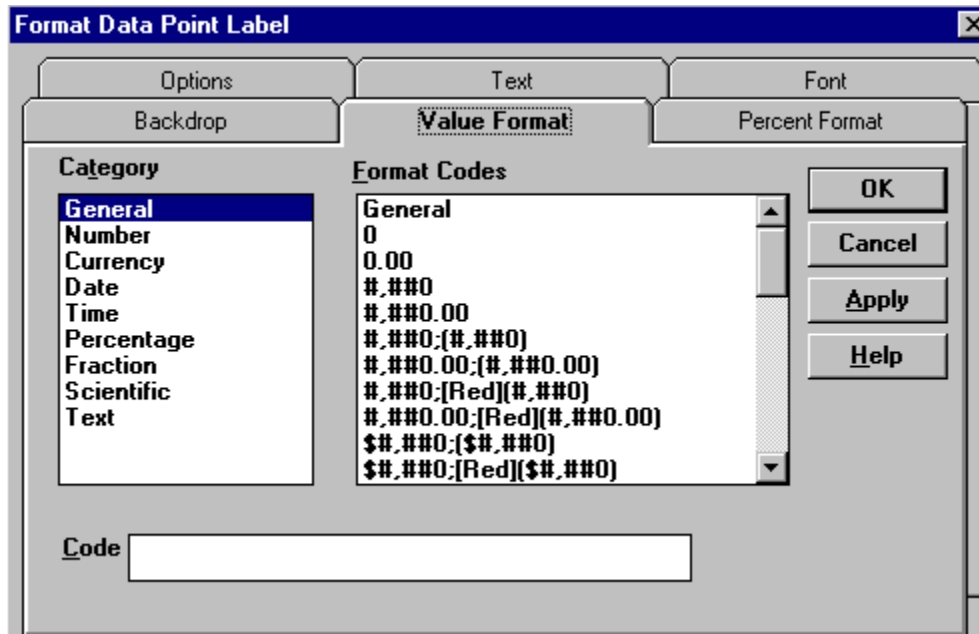 Format Data Point Label
Options Text Font
Backdrop Value Format Percent Format
Category
General
Number
Currency
Date
Time
Percentage
Fraction
Scientific
Text
Format Codes
General
0
0.00
#,##0
#,##0.00
#,##0;(#,##0)
#,##0.00;(#,##0.00)
#,##0;[Red](#,##0)
#,##0.00;[Red](#,##0.00)
$#,##0;($#,##0)
$#,##0;[Red]($#,##0)
OK
Cancel
Apply
Help
Code